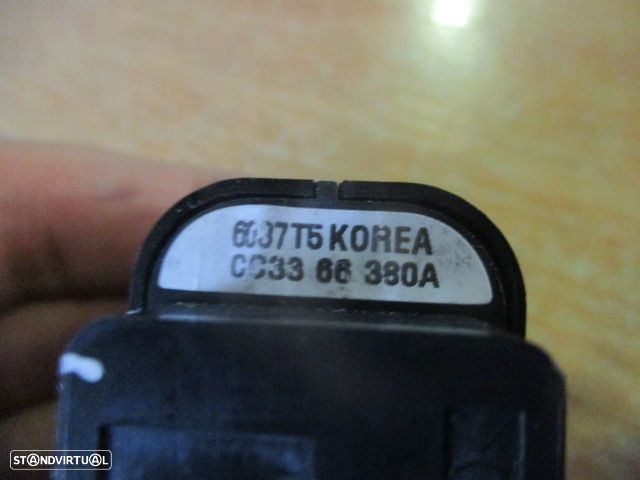 6037T5 KOREA
CC33 66 380A
STANDVIRTUAL